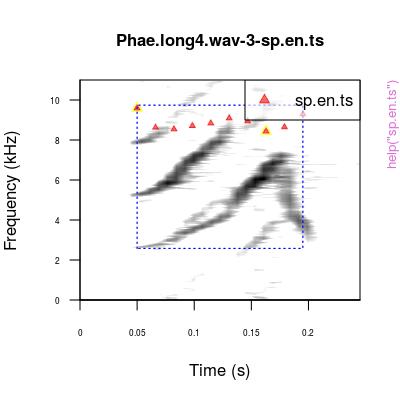 Phae.long4.wav-3-sp.en.ts
sp.en.ts
10
8
6
4
2
0
Frequency (kHz)
0
0.05
0.1
0.15
0.2
Time (s)
help("sp.en.ts")